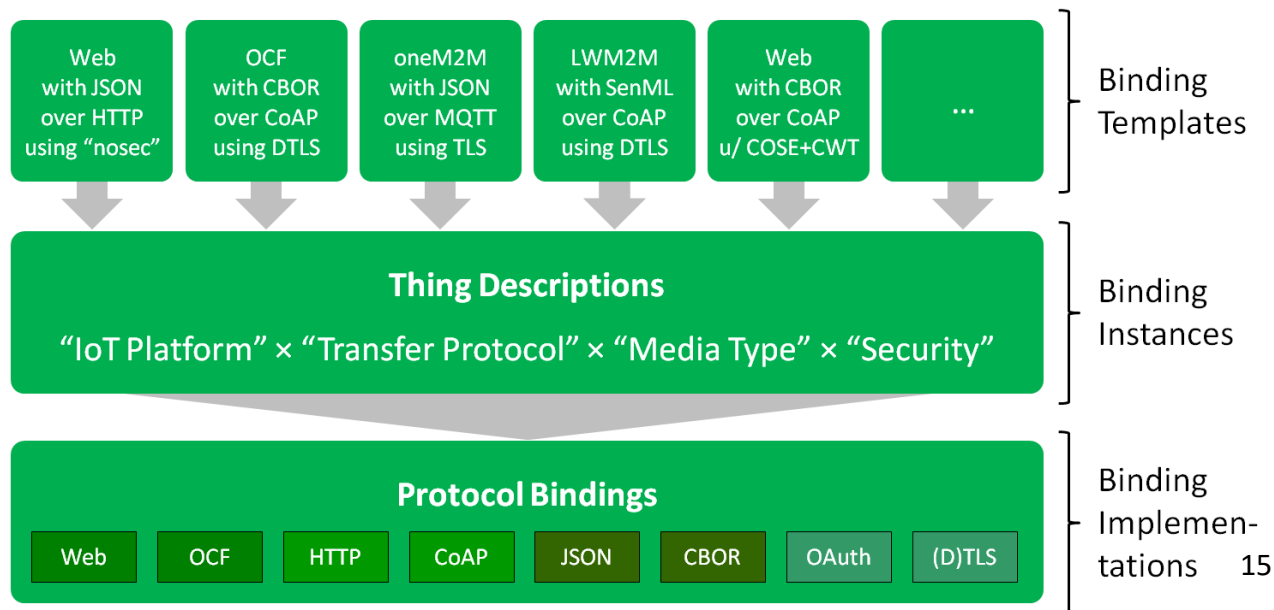 Web
with JSON
over HTTP
using “nosec”
OCF
with CBOR
over CoAP
using DTLS
oneM2M
with JSON
over MQTT
using TLS
LWM2M
with SenML
over CoAP
using DTLS
Web
with CBOR
over CoAP
u/ COSE+CWT
...
Binding
Templates
Thing Descriptions
“IoT Platform” × “Transfer Protocol” × “Media Type” × “Security”
Binding
Instances
Protocol Bindings
Web
OCF
HTTP
CoAP
JSON
CBOR
OAuth
(D)TLS
Binding
Implemen-
tations
15